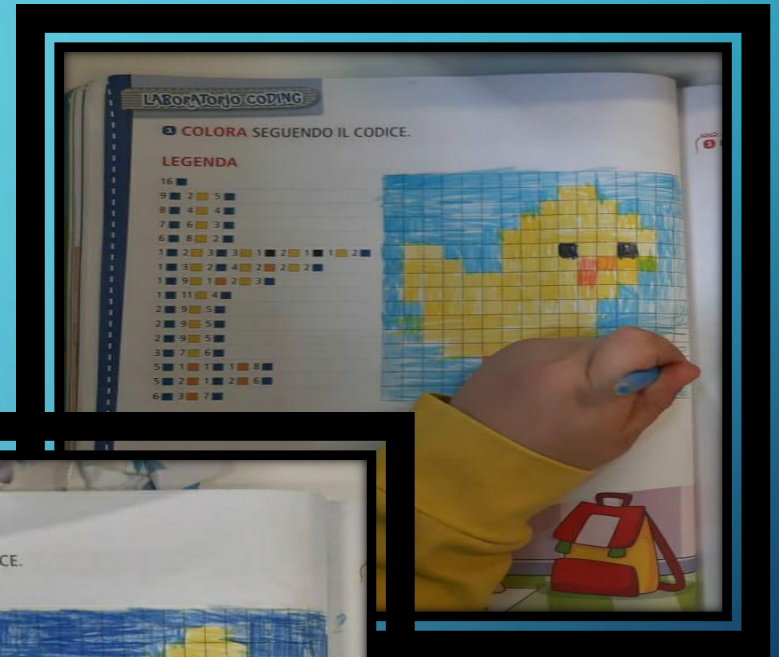 LABORATORIO CODING
1 COLORA SEGUENDO IL CODICE.
LEGENDA
16
9 2 5
8 4 4
7 6 3
6 8 2
1 2 3 3 1 2 1 1 2
1 3 2 4 2 2 2
1 9 1 2 3
1 11 4
2 9 5
2 9 5
2 9 5
3 7 6
5 1 1 1 8
5 2 1 2 6
6 3 7
CE.